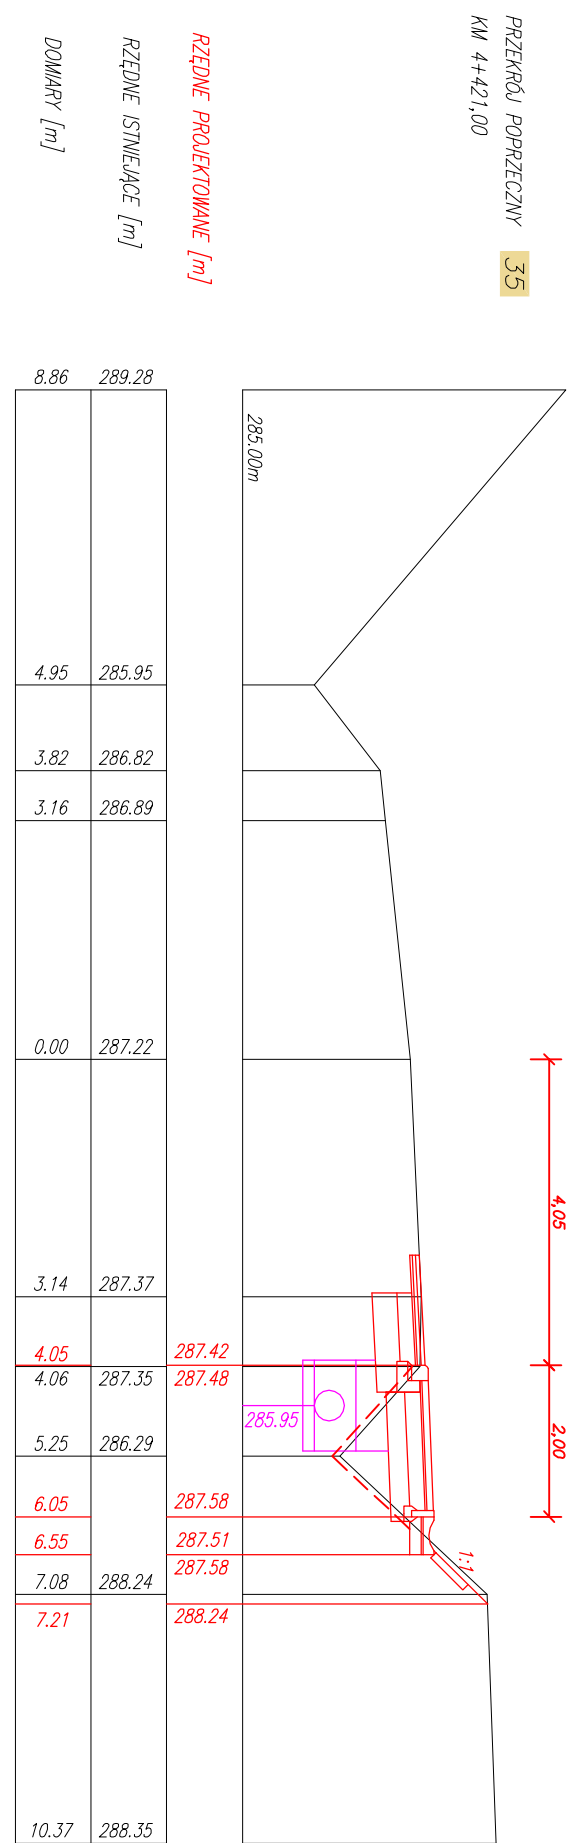 PRZEKRÓJ POPRZECZNY 35
KM 4+421,00
RZĘDNE PROJEKTOWANE [m]
RZĘDNE ISTNIEJĄCE [m]
DOMIARY [m]
285.00m
8.86 289.28
4.95 285.95
3.82 286.82
3.16 286.89
0.00 287.22
4,05
3.14 287.37
4.05 287.42
4.06 287.35 287.48
285.95
2,00
5.25 286.29
6.05 287.58
6.55 287.51
287.58
1:1
7.08 288.24
7.21 288.24
10.37 288.35